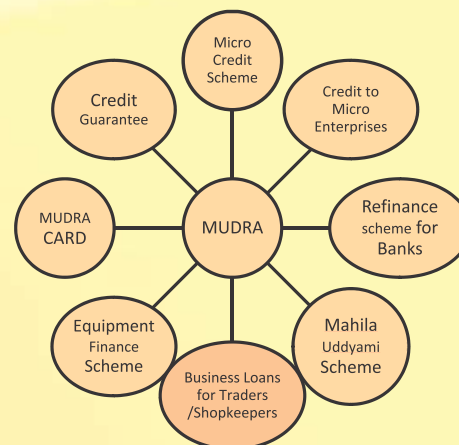 Micro
Credit
Scheme
Credit to
Micro
Enterprises
Refinance
scheme for
Banks
Mahila
Uddyami
Scheme
Business Loans
for Traders
/Shopkeepers
Equipment
Finance
Scheme
MUDRA
CARD
Credit
Guarantee
MUDRA